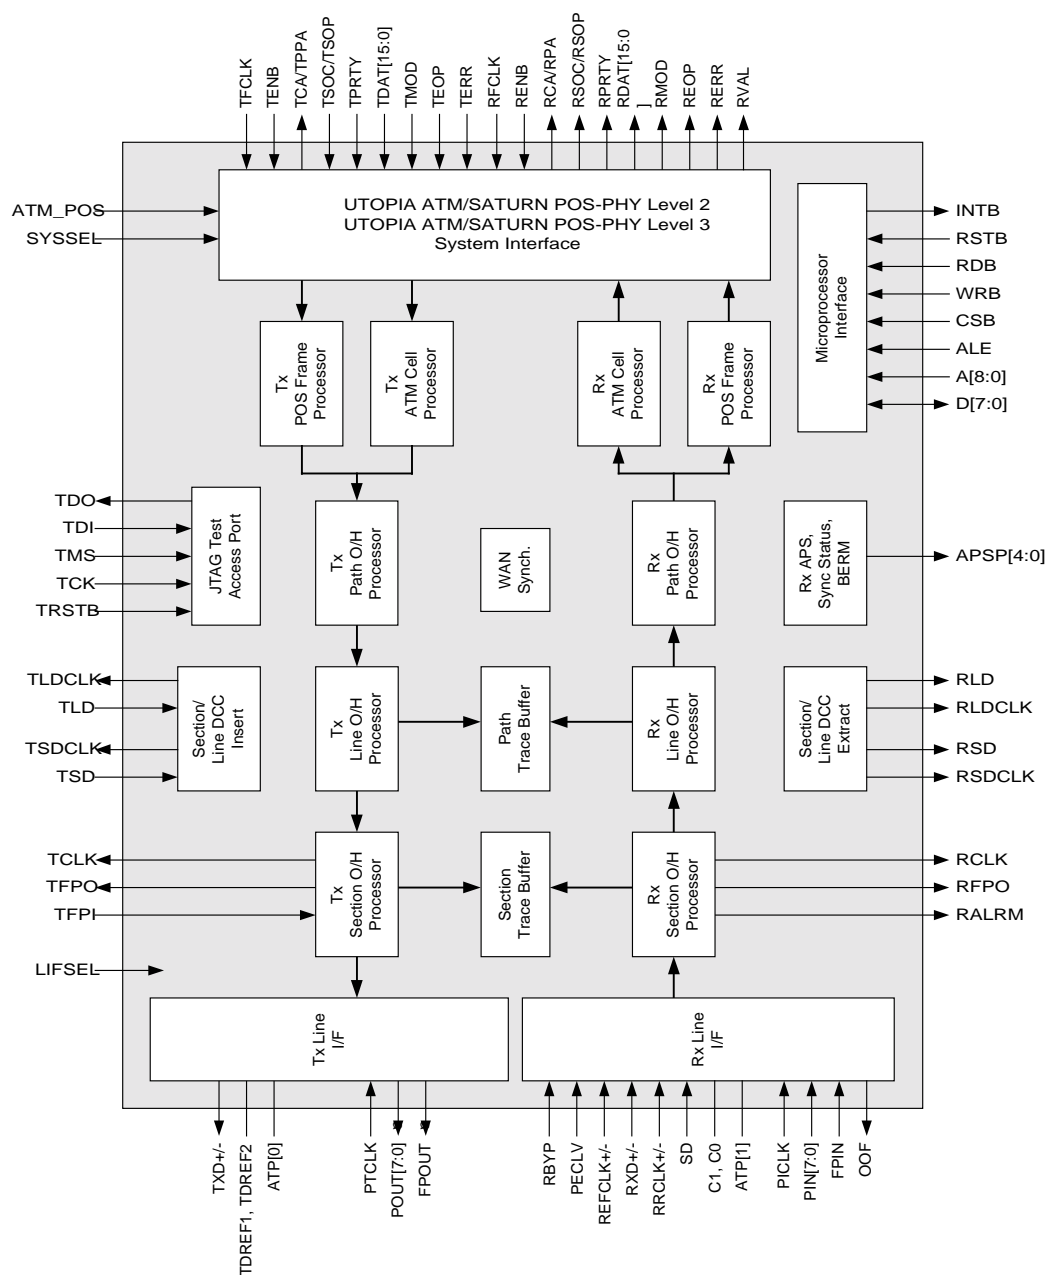 TFCLK
TENB
TCA/TPPA
TSOC/TSOP
TPRTY
TDAT[15:0]
TMOD
TEOP
TERR
RFCLK
RENB
RCA/RPA
RSOC/RSOP
RPRTY
RDAT[15:0
]
RMOD
REOP
RERR
RVAL
ATM_POS
SYSSEL
UTOPIA ATM/SATURN POS-PHY Level 2
UTOPIA ATM/SATURN POS-PHY Level 3
System Interface
Microprocessor
Interface
INTB
RSTB
RDB
WRB
CSB
ALE
A[8:0]
D[7:0]
Tx
POS Frame
Processor
Tx
ATM Cell
Processor
Rx
ATM Cell
Processor
Rx
POS Frame
Processor
TDO
TDI
TMS
TCK
TRSTB
JTAG Test
Access Port
Tx
Path O/H
Processor
WAN
Synch.
Rx
Path O/H
Processor
Rx APS,
Sync Status,
BERM
APSP[4:0]
TLDCLK
TLD
TSDCLK
TSD
Section/
Line DCC
Insert
Tx
Line O/H
Processor
Path
Trace Buffer
Rx
Line O/H
Processor
Section/
Line DCC
Extract
RLD
RLDCLK
RSD
RSDCLK
TCLK
TFPO
TFPI
Tx
Section O/H
Processor
Section
Trace Buffer
Rx
Section O/H
Processor
RCLK
RFPO
RALRM
LIFSEL
Tx Line
I/F
Rx Line
I/F
TXD+/-
TDREF1, TDREF2
ATP[0]
PTCLK
POUT[7:0]
FPOUT
RBYP
PECLV
REFCLK+/-
RXD+/-
RRCLK+/-
SD
C1, C0
ATP[1]
PICLK
PIN[7:0]
FPIN
OOF